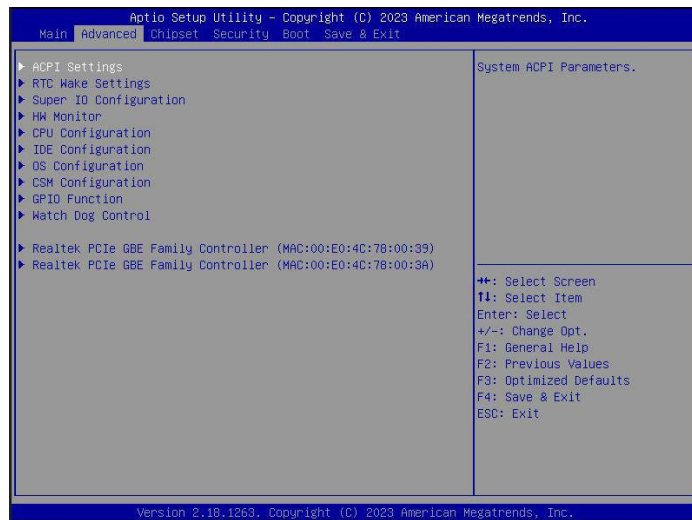 Aptio Setup Utility – Copyright (C) 2023 American Megatrends, Inc.
Main Advanced Chipset Security Boot Save & Exit
ACPI Settings
RTC Wake Settings
Super IO Configuration
HW Monitor
CPU Configuration
IDE Configuration
OS Configuration
CSM Configuration
GPIO Function
Watch Dog Control
Realtek PCIe GBE Family Controller (MAC:00:E0:4C:78:00:39)
Realtek PCIe GBE Family Controller (MAC:00:E0:4C:78:00:3A)
System ACPI Parameters.
→←: Select Screen
↑↓: Select Item
Enter: Select
+/-: Change Opt.
F1: General Help
F2: Previous Values
F3: Optimized Defaults
F4: Save & Exit
ESC: Exit
Version 2.18.1263. Copyright (C) 2023 American Megatrends, Inc.